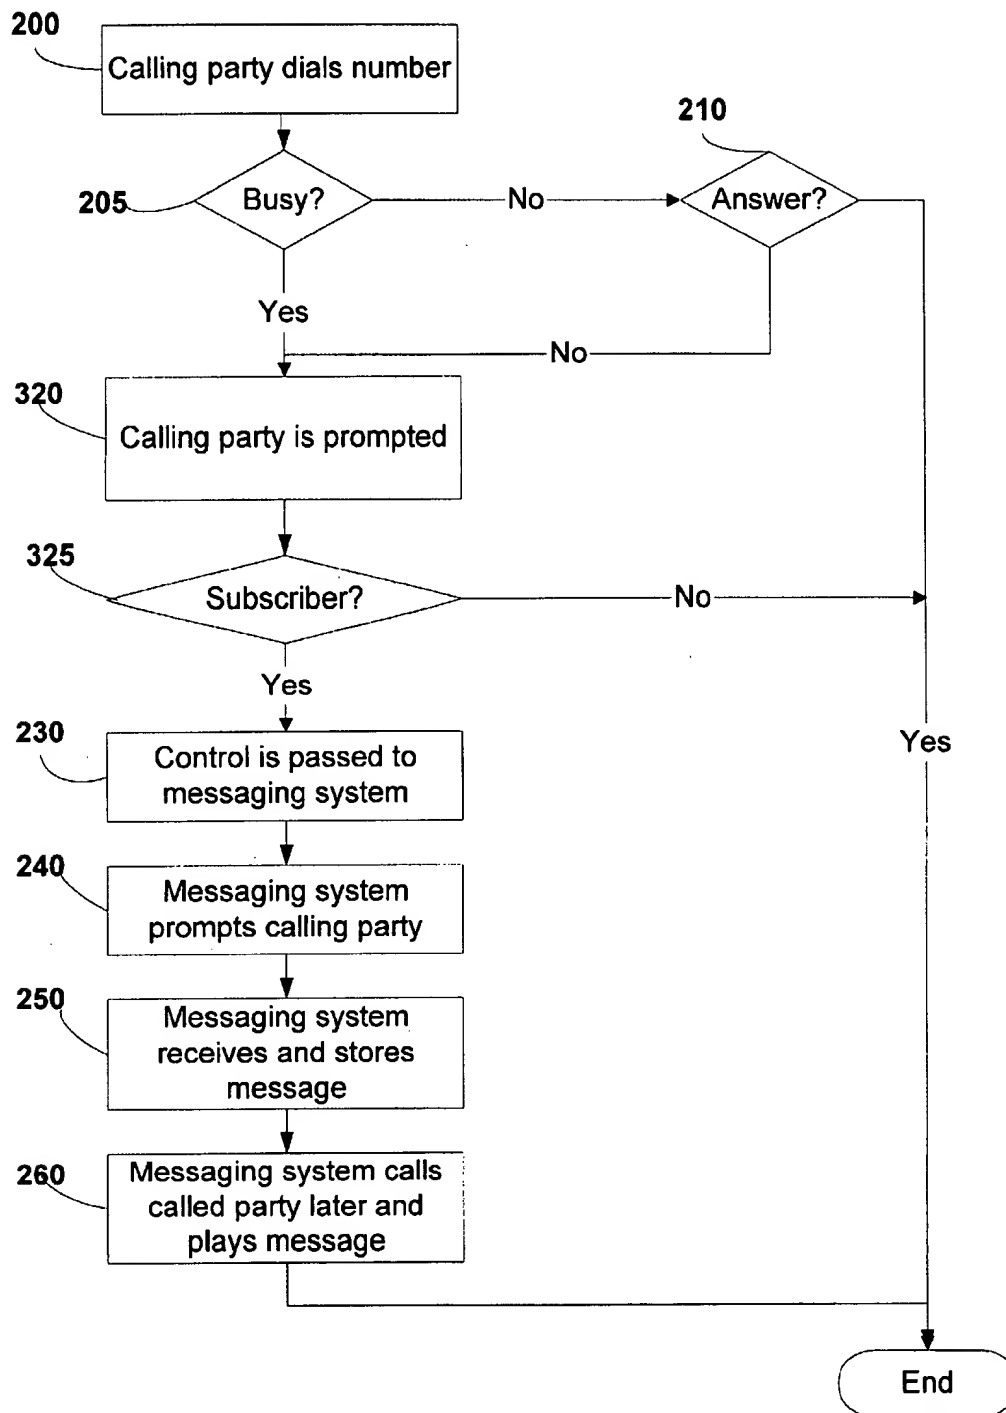 200
Calling party dials number
210
205
Busy?
No
Answer?
Yes
No
320
Calling party is prompted
325
Subscriber?
No
Yes
230
Control is passed to
messaging system
Yes
240
Messaging system
prompts calling party
250
Messaging system
receives and stores
message
260
Messaging system calls
called party later and
plays message
End